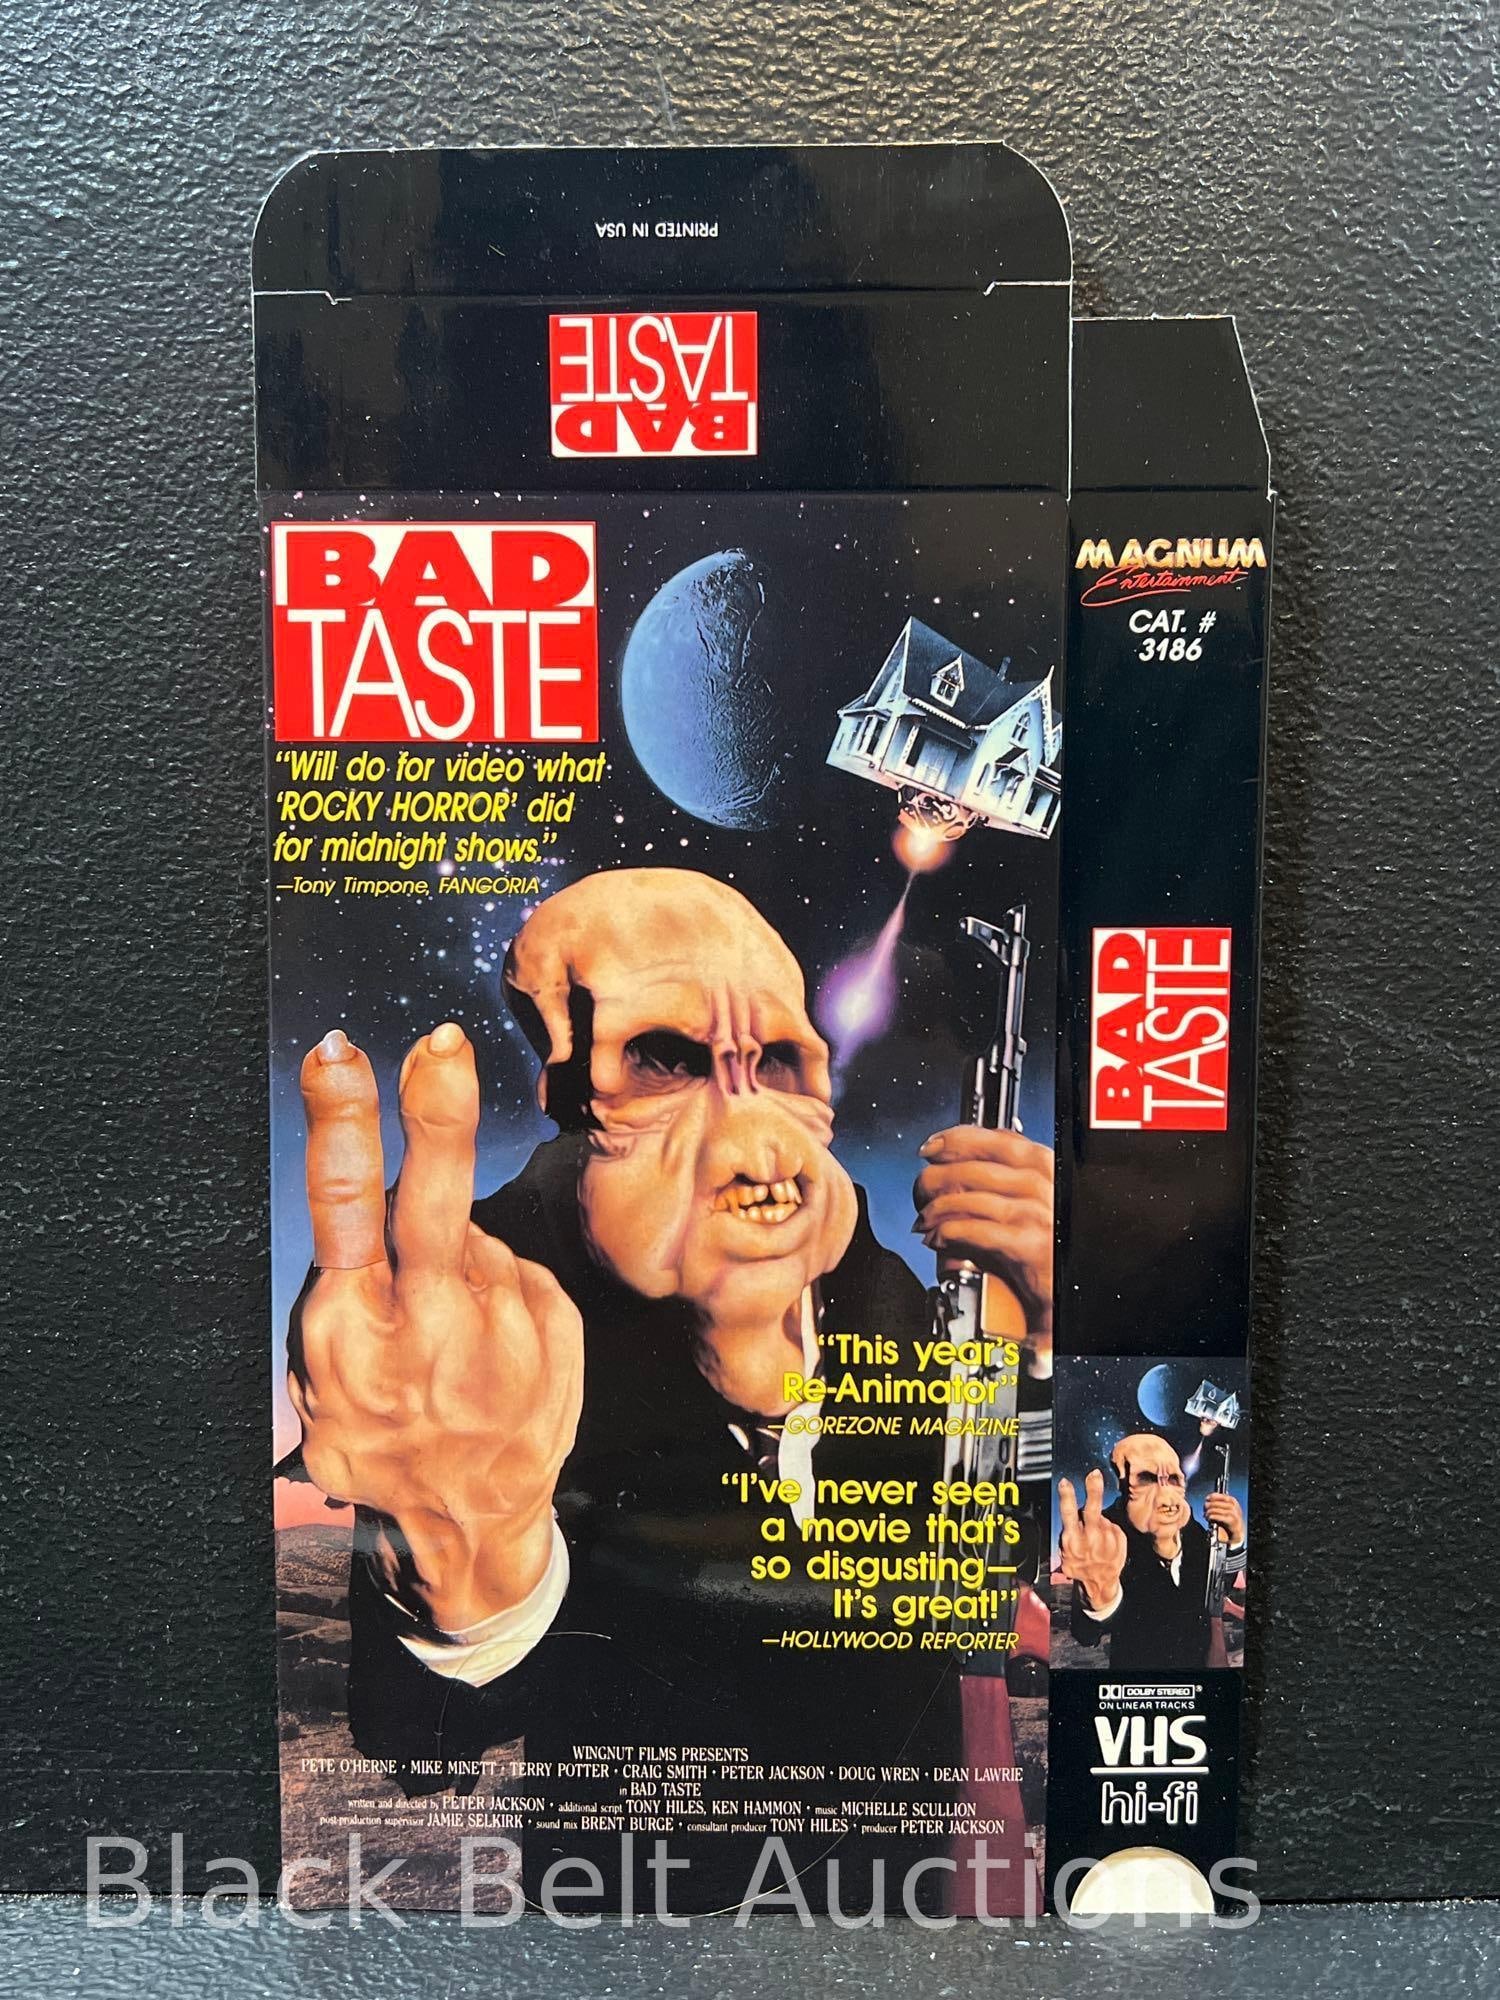 PRINTED IN USA
BAD
TASTE
BAD
TASTE
"Will do for video what
'ROCKY HORROR' did
for midnight shows."
—Tony Timpone, FANGORIA
"This year's
Re-Animator"
—GOREZONE MAGAZINE
"I've never seen
a movie that's
so disgusting—
It's great!"
—HOLLYWOOD REPORTER
WINGNUT FILMS PRESENTS
PETE O'HERNE · MIKE MINETT · TERRY POTTER · CRAIG SMITH · PETER JACKSON · DOUG WREN · DEAN LAWRIE
in BAD TASTE
written and directed by PETER JACKSON · additional script TONY HILES, KEN HAMMON · music MICHELLE SCULLION
post-production supervisor JAMIE SELKIRK · sound mix BRENT BURGE · consultant producer TONY HILES · producer PETER JACKSON
MAGNUM
Entertainment
CAT. #
3186
BAD
TASTE
DOLBY STEREO ®
ON LINEAR TRACKS
VHS
hi-fi
Black Belt Auctions